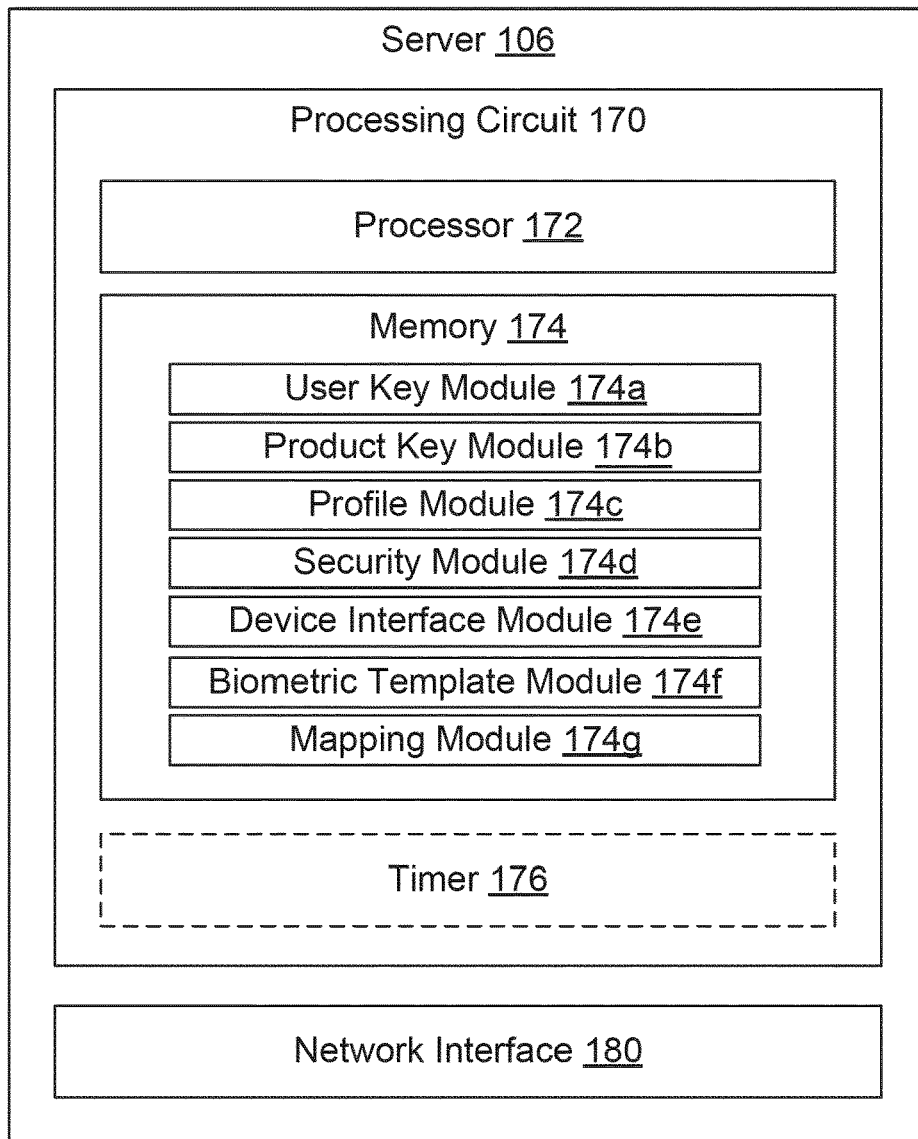 Server 106
Processing Circuit 170
Processor 172
Memory 174
User Key Module 174a
Product Key Module 174b
Profile Module 174c
Security Module 174d
Device Interface Module 174e
Biometric Template Module 174f
Mapping Module 174g
Timer 176
Network Interface 180